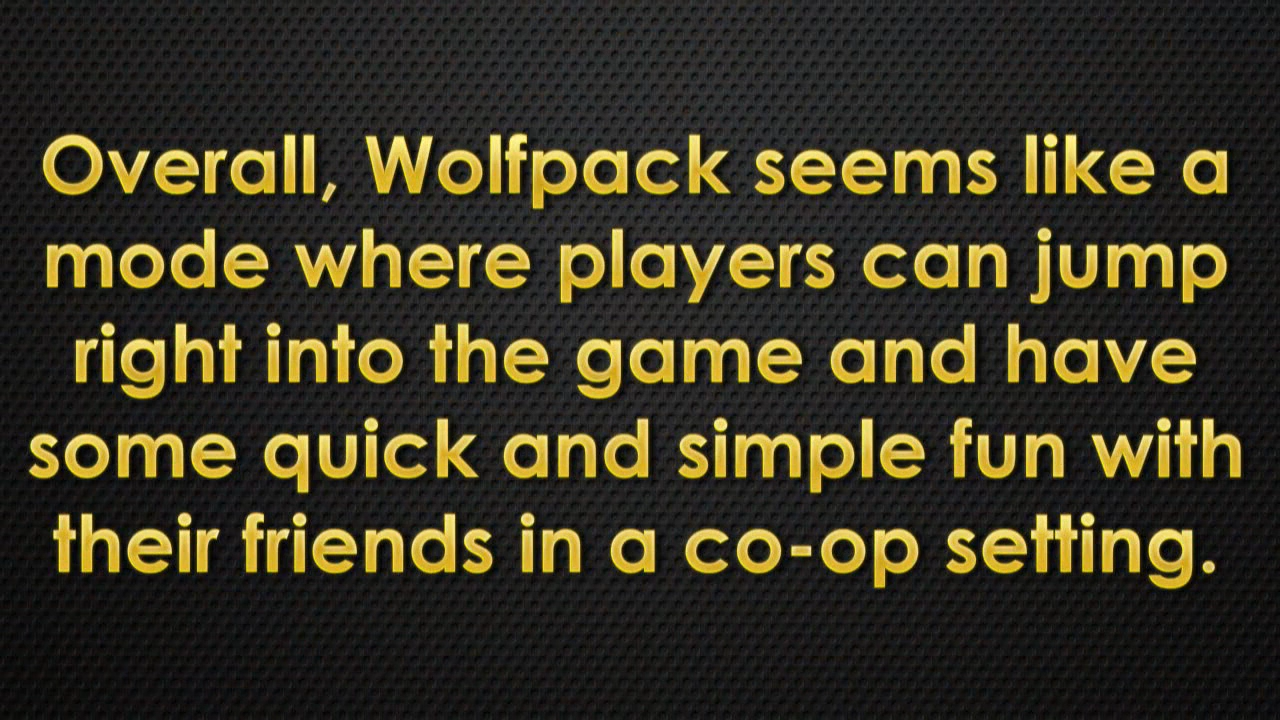 Overall, Wolfpack seems like a
mode where players can jump
right into the game and have
some quick and simple fun with
their friends in a co-op setting.